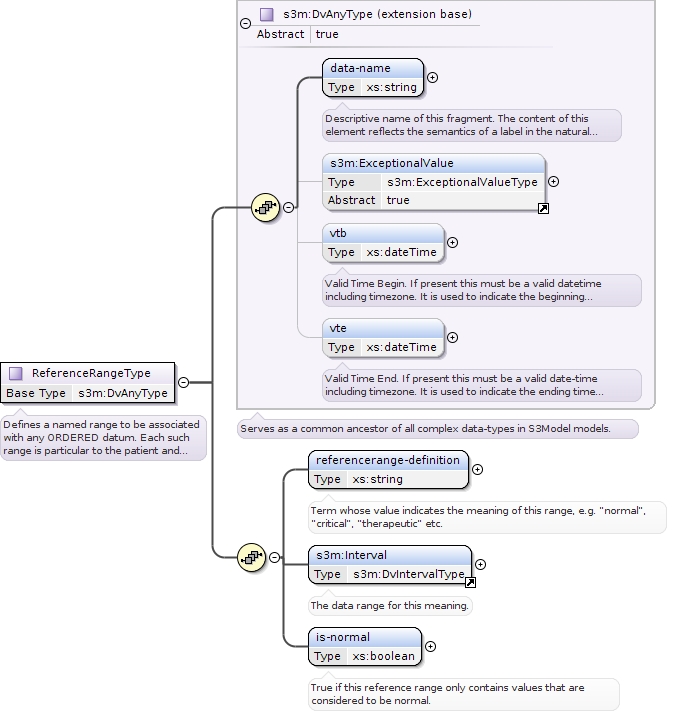 s3m:DvAnyType (extension base)
Abstract true
data-name
Type xs:string
Descriptive name of this fragment. The content of this
element reflects the semantics of a label in the natural...
s3m:ExceptionalValue
Type s3m:ExceptionalValueType
Abstract true
vtb
Type xs:dateTime
Valid Time Begin. If present this must be a valid datetime
including timezone. It is used to indicate the beginning...
vte
Type xs:dateTime
Valid Time End. If present this must be a valid date-time
including timezone. It is used to indicate the ending time...
ReferenceRangeType
Base Type s3m:DvAnyType
Defines a named range to be associated
with any ORDERED datum. Each such
range is particular to the patient and...
Serves as a common ancestor of all complex data-types in S3Model models.
referencerange-definition
Type xs:string
Term whose value indicates the meaning of this range, e.g. "normal",
"critical", "therapeutic" etc.
s3m:Interval
Type s3m:DvIntervalType
The data range for this meaning.
is-normal
Type xs:boolean
True if this reference range only contains values that are
considered to be normal.